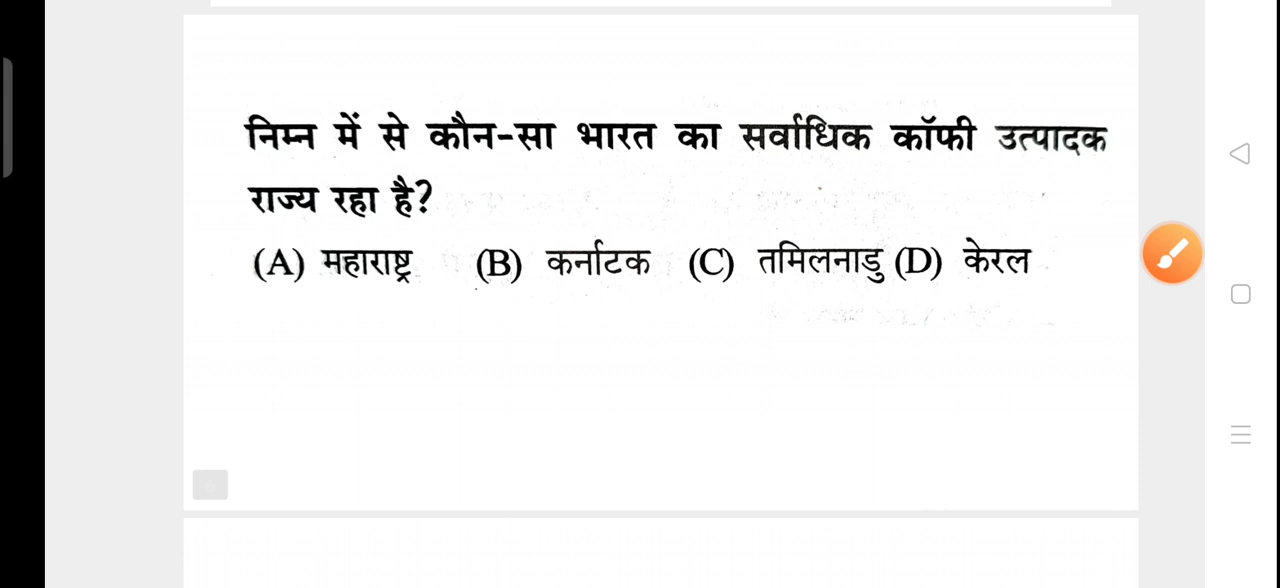 निम्न में से कौन-सा भारत का सर्वाधिक कॉफी उत्पादक
राज्य रहा है?
(A) महाराष्ट्र (B) कर्नाटक (C) तमिलनाडु (D) केरल